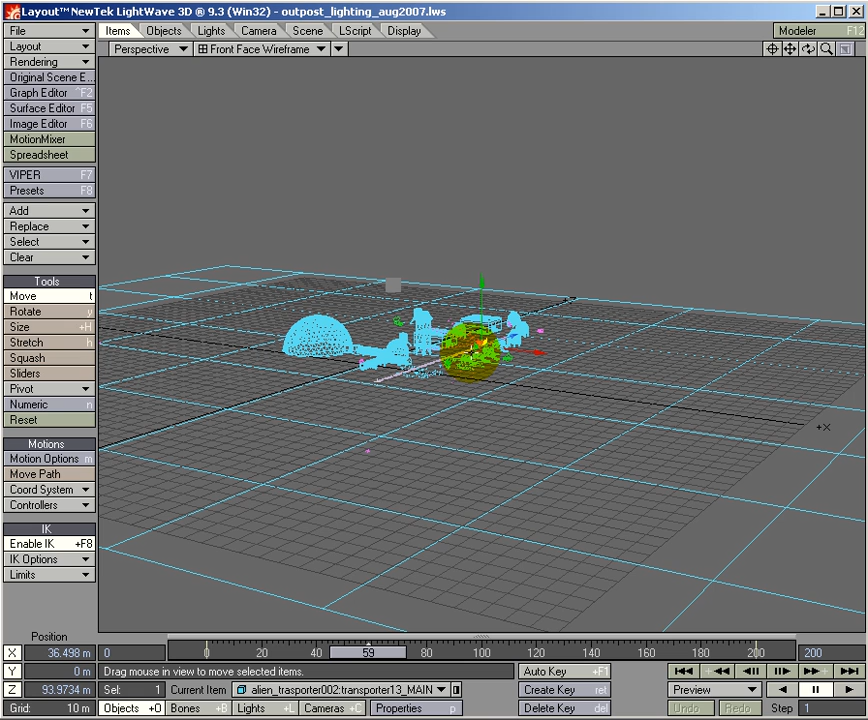 Layout™NewTek LightWave 3D ® 9.3 (Win32) - outpost_lighting_aug2007.lws
File
Items Objects Lights Camera Scene LScript Display
Modeler F12
Layout
Perspective Front Face Wireframe
Rendering
Original Scene E...
Graph Editor ^F2
Surface Editor F5
Image Editor F6
MotionMixer
Spreadsheet
VIPER F7
Presets F8
Add
Replace
Select
Clear
Tools
Move t
Rotate y
Size +H
Stretch h
Squash
Sliders
Pivot
Numeric n
Reset
+X
Motions
Motion Options m
Move Path
Coord System
Controllers
IK
Enable IK +F8
IK Options
Limits
Position
X 36.498 m 0 0 20 40 59 80 100 120 140 160 180 200 200
Y 0 m Drag mouse in view to move selected items. Auto Key +F1
Z 93.9734 m Sel: 1 Current Item alien_trasporter002:transporter13_MAIN Create Key ret Preview
Grid: 10 m Objects +O Bones +B Lights +L Cameras +C Properties p Delete Key del Undo Redo Step 1